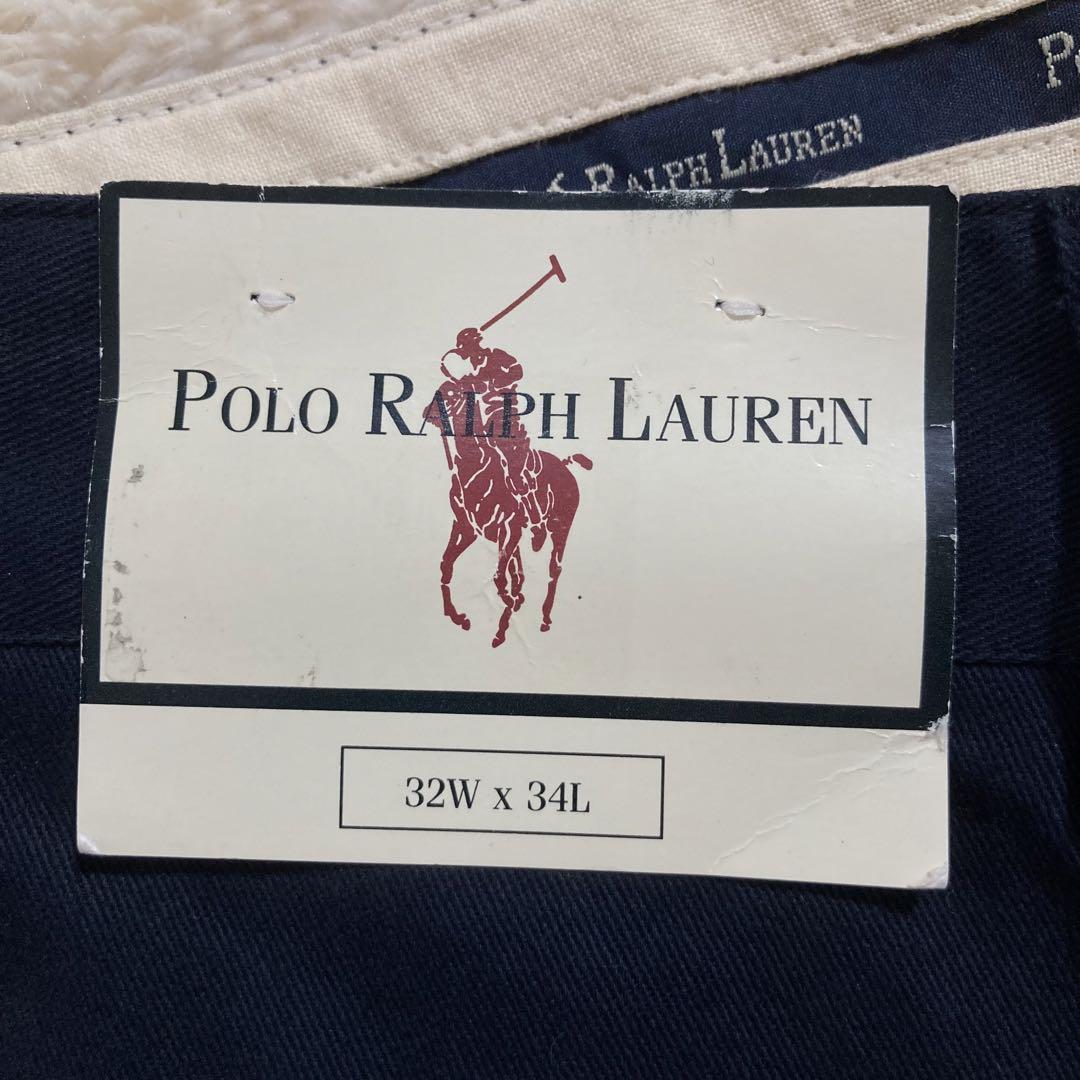 RALPH LAUREN
POLO RALPH LAUREN
32W x 34L